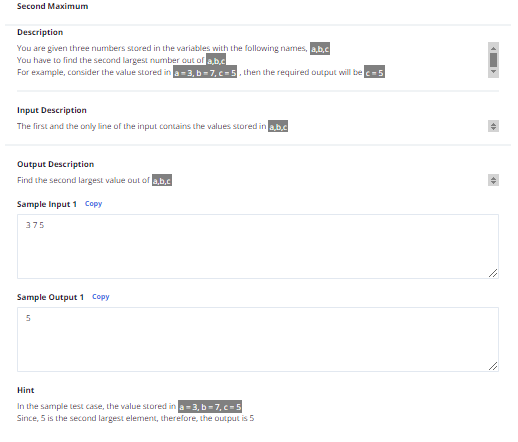 Second Maximum
Description
You are given three numbers stored in the variables with the following names, a,b,c
You have to find the second largest number out of a,b,c
For example, consider the value stored in a = 3, b = 7, c = 5 , then the required output will be c = 5
Input Description
The first and the only line of the input contains the values stored in a,b,c
Output Description
Find the second largest value out of a,b,c
Sample Input 1 Copy
3 7 5
Sample Output 1 Copy
5
Hint
In the sample test case, the value stored in a = 3, b = 7, c = 5
Since, 5 is the second largest element, therefore, the output is 5